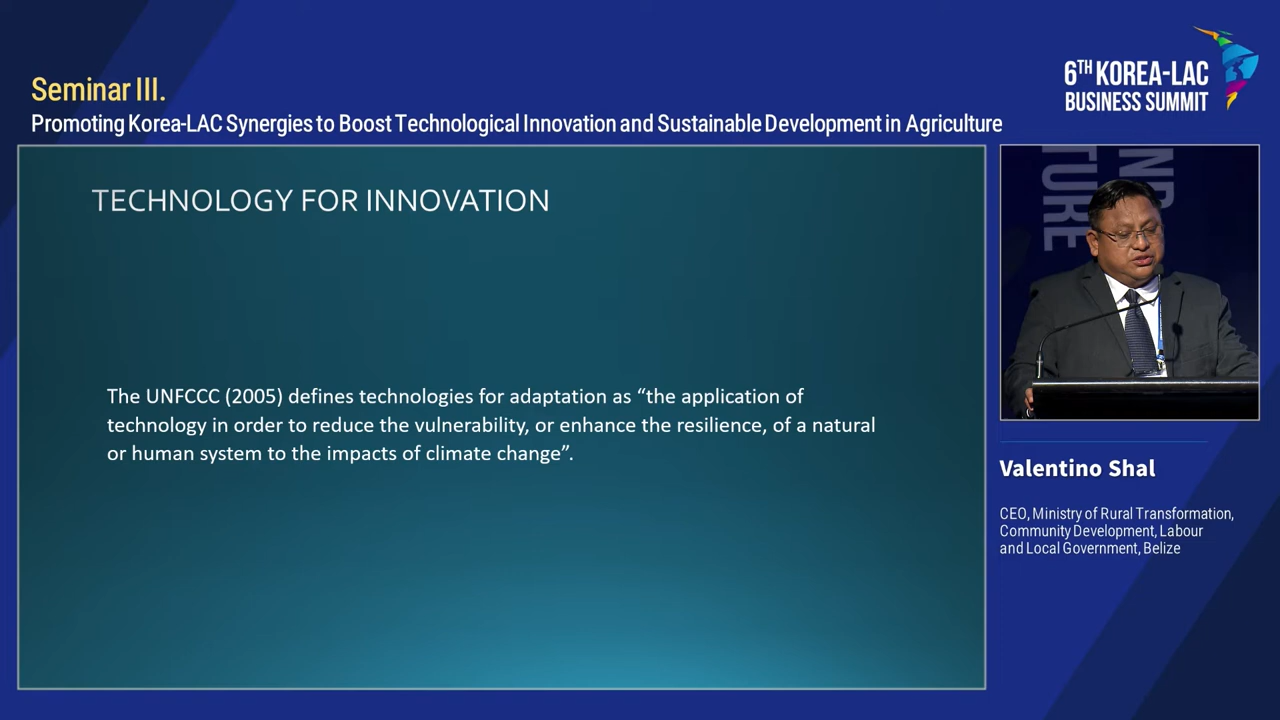 Seminar III.
Promoting Korea-LAC Synergies to Boost Technological Innovation and Sustainable Development in Agriculture
6TH KOREA-LAC
BUSINESS SUMMIT
TECHNOLOGY FOR INNOVATION
The UNFCCC (2005) defines technologies for adaptation as “the application of
technology in order to reduce the vulnerability, or enhance the resilience, of a natural
or human system to the impacts of climate change”.
Valentino Shal
CEO, Ministry of Rural Transformation,
Community Development, Labour
and Local Government, Belize